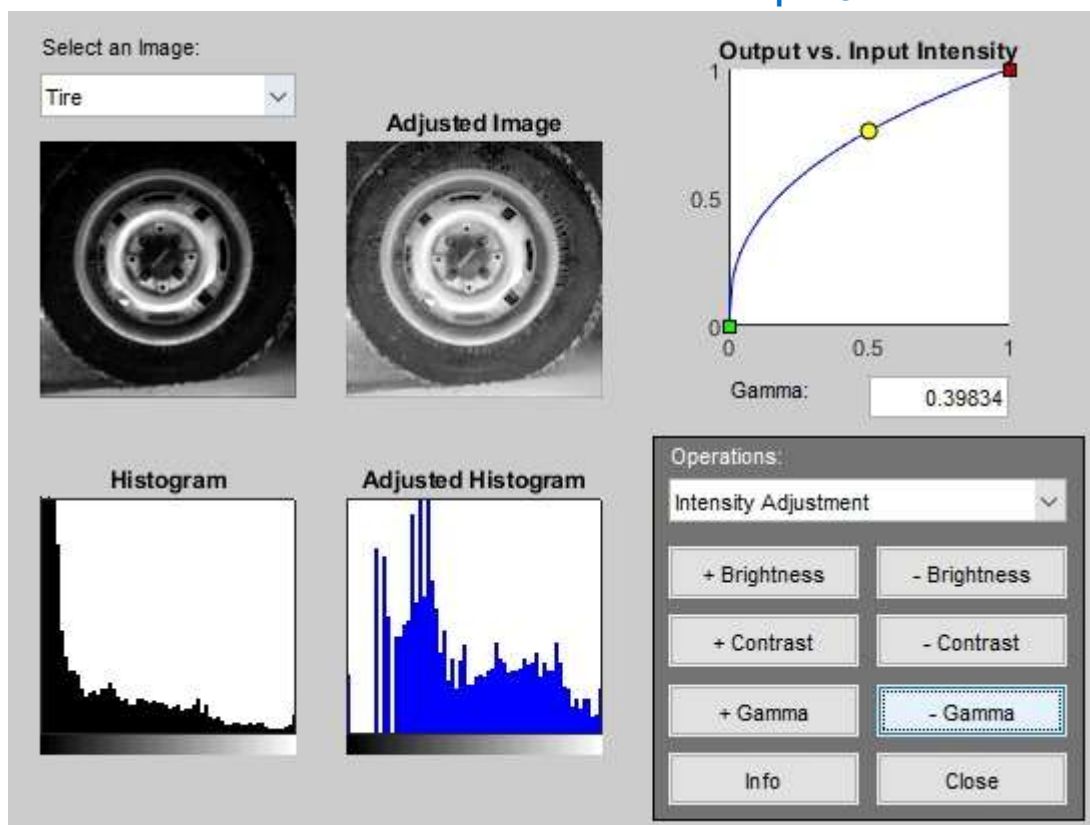 Select an Image:
Tire
Adjusted Image
Output vs. Input Intensity
1
0.5
0
0 0.5 1
Gamma: 0.39834
Histogram
Adjusted Histogram
Operations:
Intensity Adjustment
+ Brightness - Brightness
+ Contrast - Contrast
+ Gamma - Gamma
Info Close